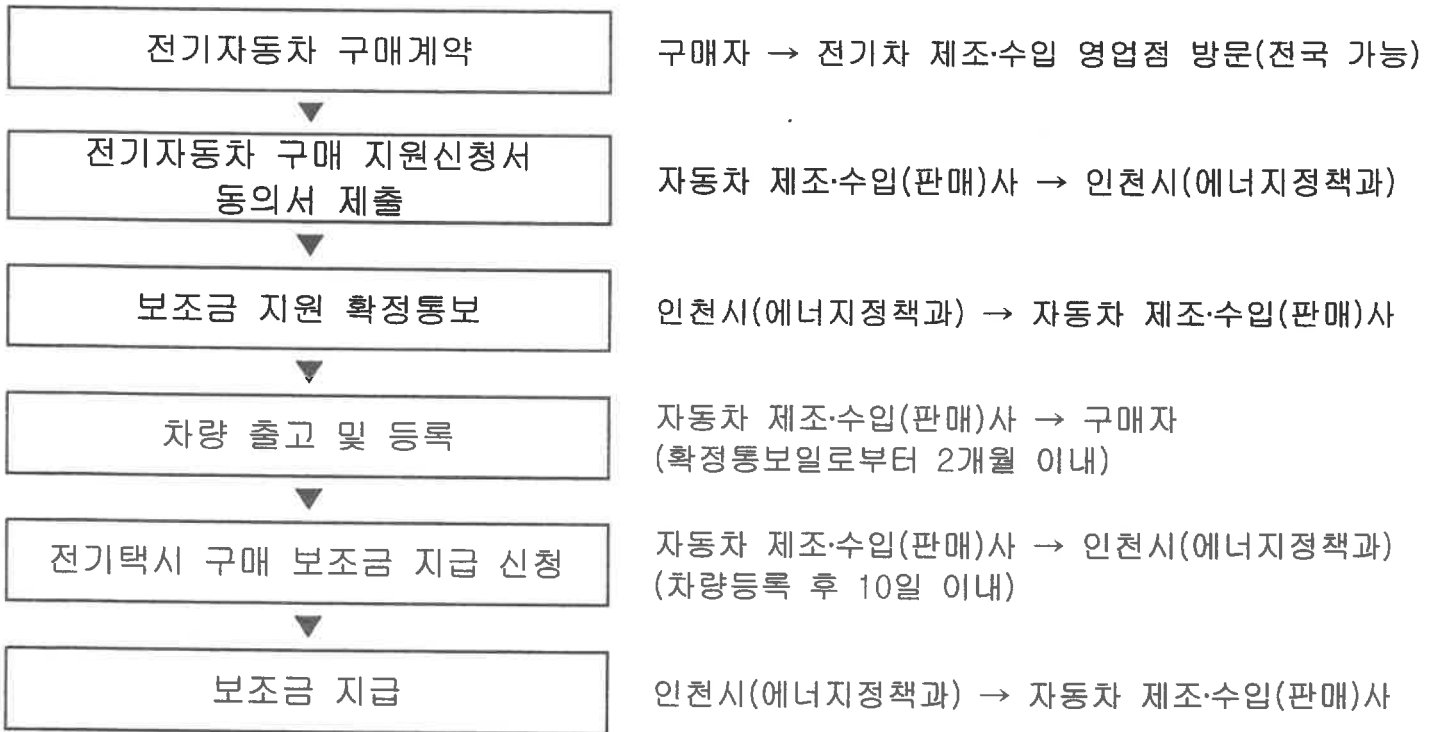 전기자동차 구매계약
구매자 → 전기차 제조·수입 영업점 방문(전국 가능)
▼
전기자동차 구매 지원신청서
동의서 제출
자동차 제조·수입(판매)사 → 인천시(에너지정책과)
▼
보조금 지원 확정통보
인천시(에너지정책과) → 자동차 제조·수입(판매)사
▼
차량 출고 및 등록
자동차 제조·수입(판매)사 → 구매자
(확정통보일로부터 2개월 이내)
▼
전기택시 구매 보조금 지급 신청
자동차 제조·수입(판매)사 → 인천시(에너지정책과)
(차량등록 후 10일 이내)
▼
보조금 지급
인천시(에너지정책과) → 자동차 제조·수입(판매)사